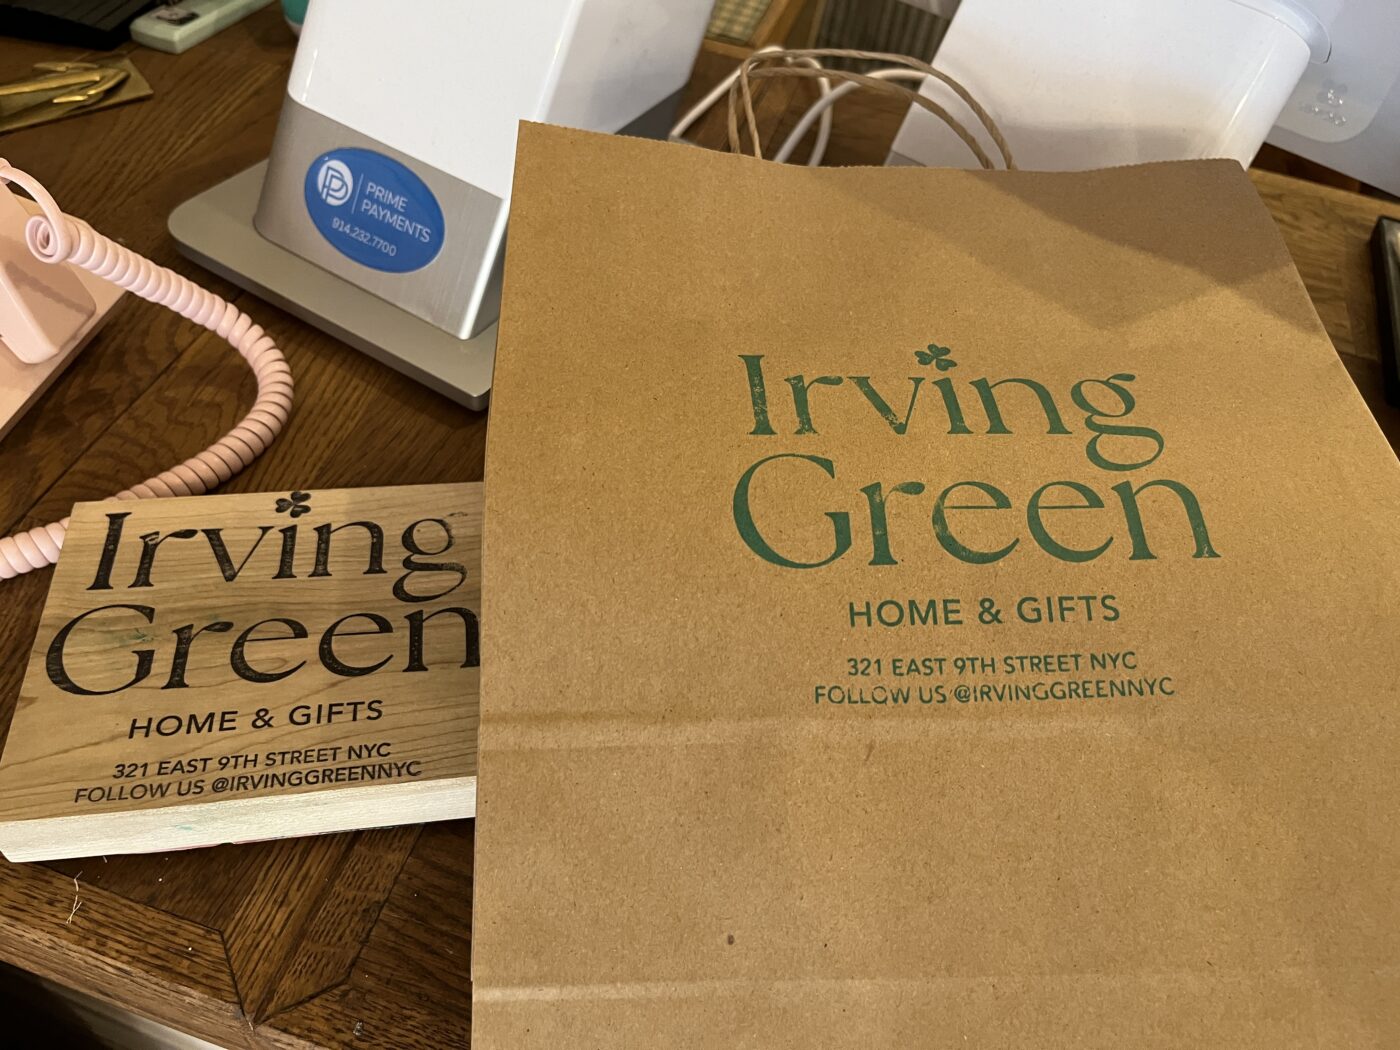 PRIME
PAYMENTS
914.232.7700
Irving
Green
HOME & GIFTS
321 EAST 9TH STREET NYC
FOLLOW US @IRVINGGREENNYC
Irving
Green
HOME & GIFTS
321 EAST 9TH STREET NYC
FOLLOW US @IRVINGGREENNYC